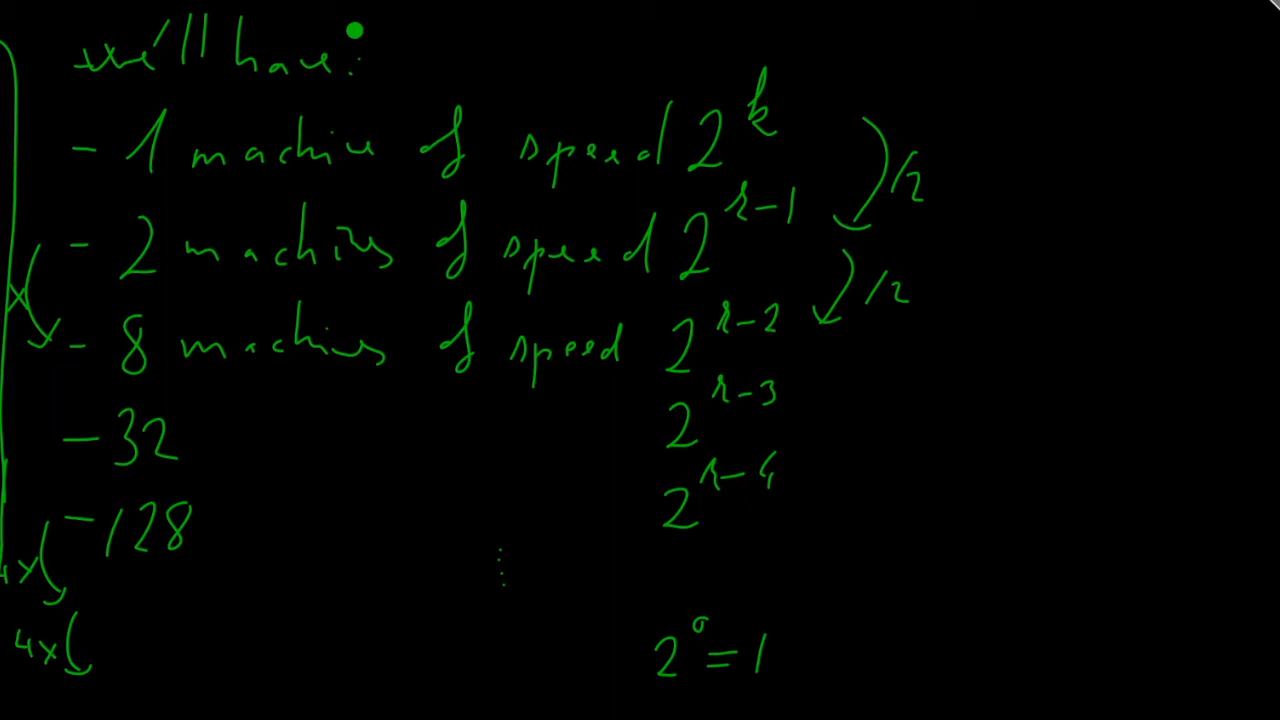 we'll have:
- 1 machine of speed 2^k
/2
- 2 machines of speed 2^{k-1}
/2
x
- 8 machines of speed 2^{k-2}
- 32 2^{k-3}
- 128 2^{k-4}
4x
⋮
4x
2^0 = 1